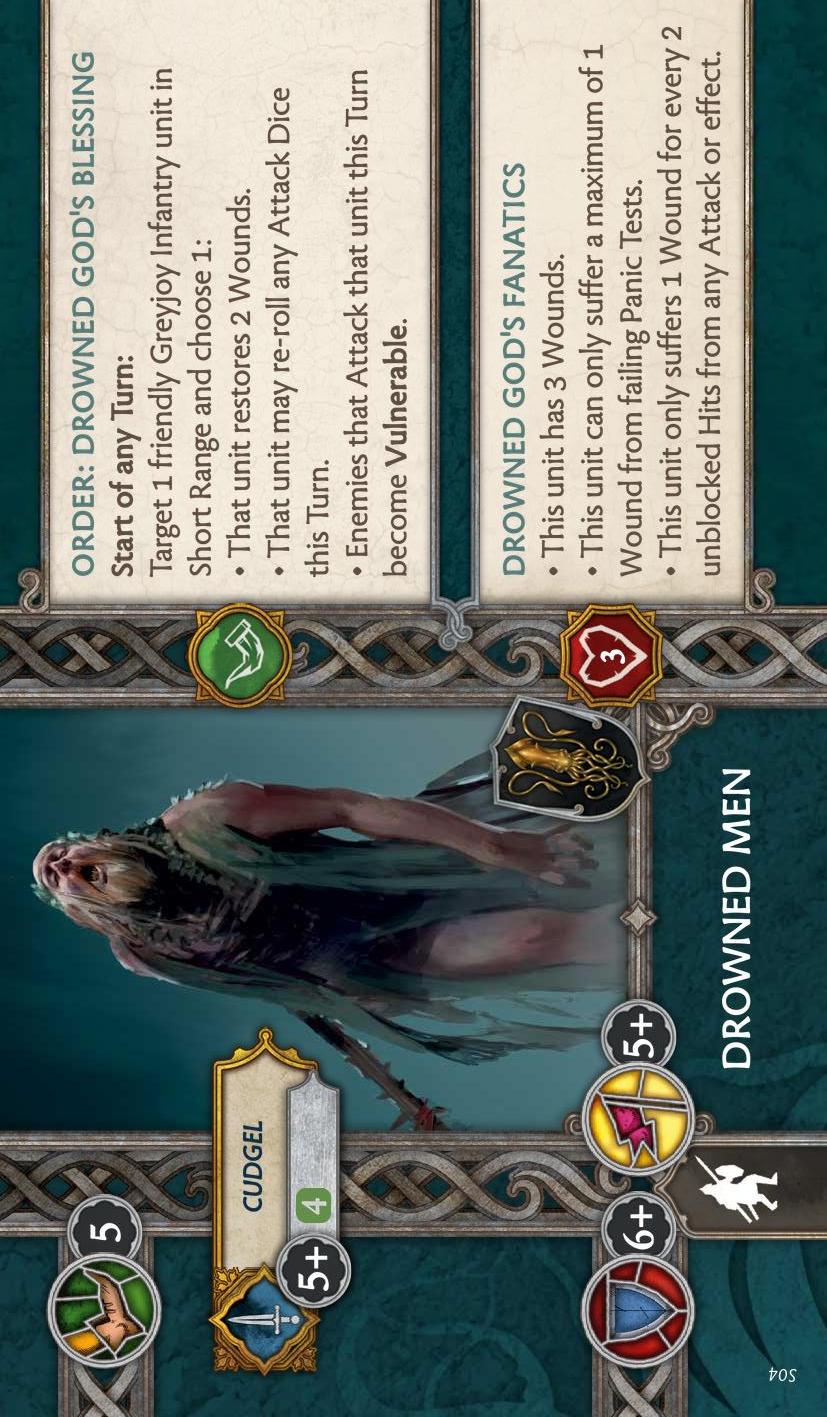 5
CUDGEL
5+
4
6+
5+
DROWNED MEN
S04
ORDER: DROWNED GOD'S BLESSING
Start of any Turn:
Target 1 friendly Greyjoy Infantry unit in
Short Range and choose 1:
• That unit restores 2 Wounds.
• That unit may re-roll any Attack Dice
this Turn.
• Enemies that Attack that unit this Turn
become Vulnerable.
3
DROWNED GOD'S FANATICS
• This unit has 3 Wounds.
• This unit can only suffer a maximum of 1
Wound from failing Panic Tests.
• This unit only suffers 1 Wound for every 2
unblocked Hits from any Attack or effect.